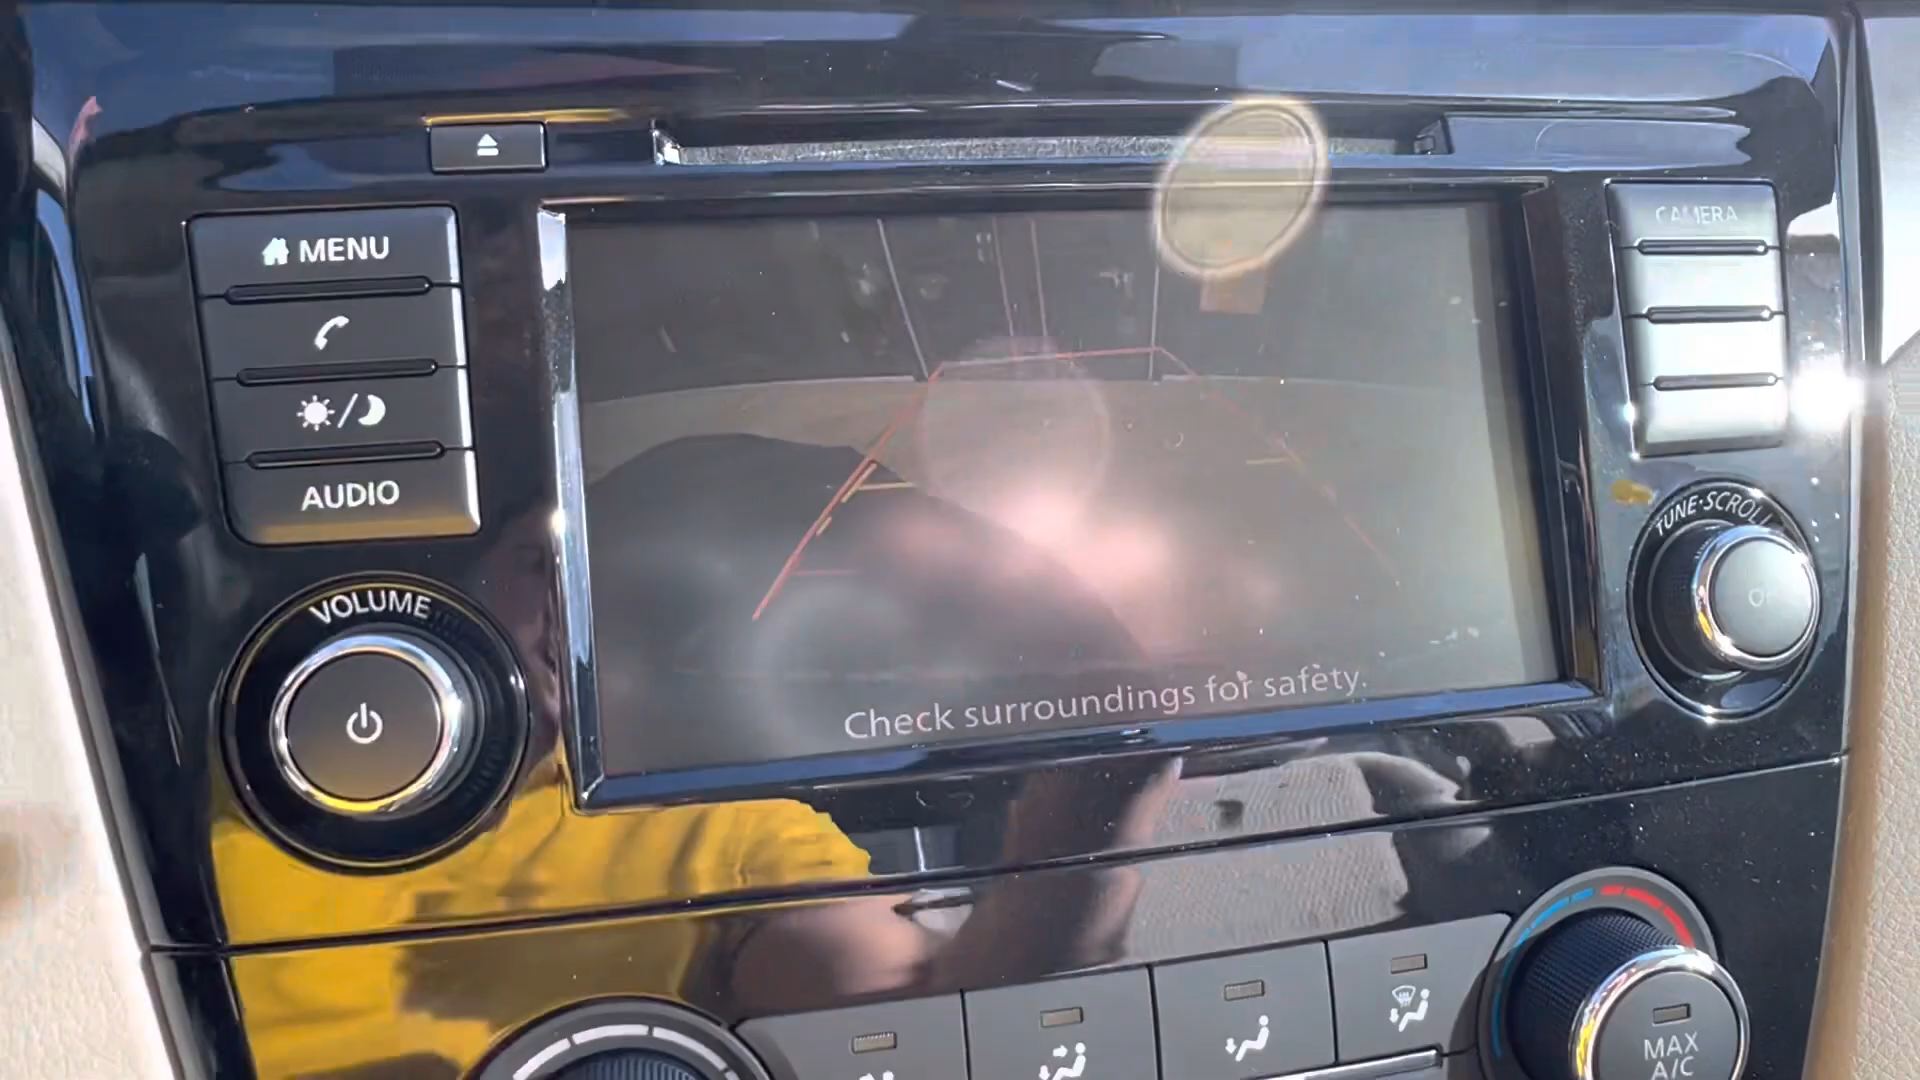 MENU
AUDIO
VOLUME
CAMERA
TUNE·SCROLL
Check surroundings for safety.
MAX
A/C